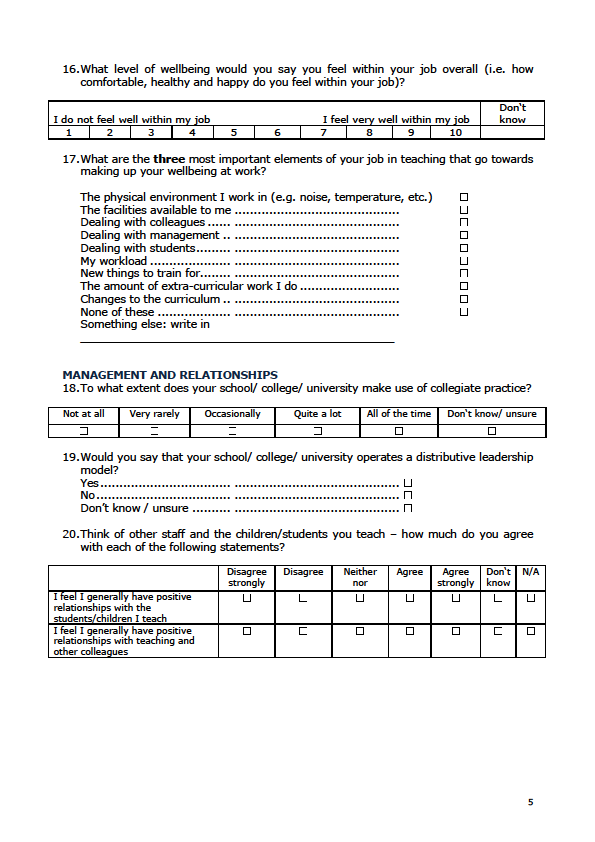 16.What level of wellbeing would you say you feel within your job overall (i.e. how
comfortable, healthy and happy do you feel within your job)?
I do not feel well within my job I feel very well within my job Don't know
1 2 3 4 5 6 7 8 9 10
17.What are the three most important elements of your job in teaching that go towards
making up your wellbeing at work?
The physical environment I work in (e.g. noise, temperature, etc.) □
The facilities available to me ........................................... □
Dealing with colleagues ...... ........................................... □
Dealing with management .. ........................................... □
Dealing with students......... ........................................... □
My workload ..................... ........................................... □
New things to train for........ ........................................... □
The amount of extra-curricular work I do .......................... □
Changes to the curriculum .. ........................................... □
None of these ................... ........................................... □
Something else: write in
______________________________________________
MANAGEMENT AND RELATIONSHIPS
18.To what extent does your school/ college/ university make use of collegiate practice?
Not at all Very rarely Occasionally Quite a lot All of the time Don't know/ unsure
□ □ □ □ □ □
19.Would you say that your school/ college/ university operates a distributive leadership
model?
Yes.................................. ........................................... □
No................................... ........................................... □
Don't know / unsure .......... ........................................... □
20.Think of other staff and the children/students you teach – how much do you agree
with each of the following statements?
Disagree strongly Disagree Neither nor Agree Agree strongly Don't know N/A
I feel I generally have positive
relationships with the
students/children I teach
□ □ □ □ □ □ □
I feel I generally have positive
relationships with teaching and
other colleagues
□ □ □ □ □ □ □
5